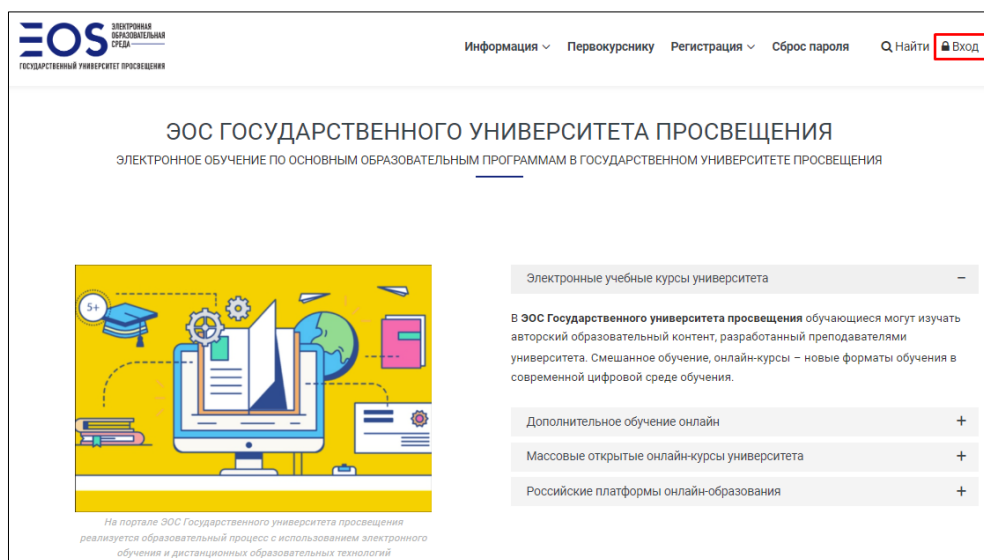 EOS
ЭЛЕКТРОННАЯ
ОБРАЗОВАТЕЛЬНАЯ
СРЕДА
ГОСУДАРСТВЕННЫЙ УНИВЕРСИТЕТ ПРОСВЕЩЕНИЯ
Информация Первокурснику Регистрация Сброс пароля Найти Вход
ЭОС ГОСУДАРСТВЕННОГО УНИВЕРСИТЕТА ПРОСВЕЩЕНИЯ
ЭЛЕКТРОННОЕ ОБУЧЕНИЕ ПО ОСНОВНЫМ ОБРАЗОВАТЕЛЬНЫМ ПРОГРАММАМ В ГОСУДАРСТВЕННОМ УНИВЕРСИТЕТЕ ПРОСВЕЩЕНИЯ
5+
На портале ЭОС Государственного университета просвещения
реализуется образовательный процесс с использованием электронного
обучения и дистанционных образовательных технологий
Электронные учебные курсы университета −
В ЭОС Государственного университета просвещения обучающиеся могут изучать
авторский образовательный контент, разработанный преподавателями
университета. Смешанное обучение, онлайн-курсы – новые форматы обучения в
современной цифровой среде обучения.
Дополнительное обучение онлайн +
Массовые открытые онлайн-курсы университета +
Российские платформы онлайн-образования +